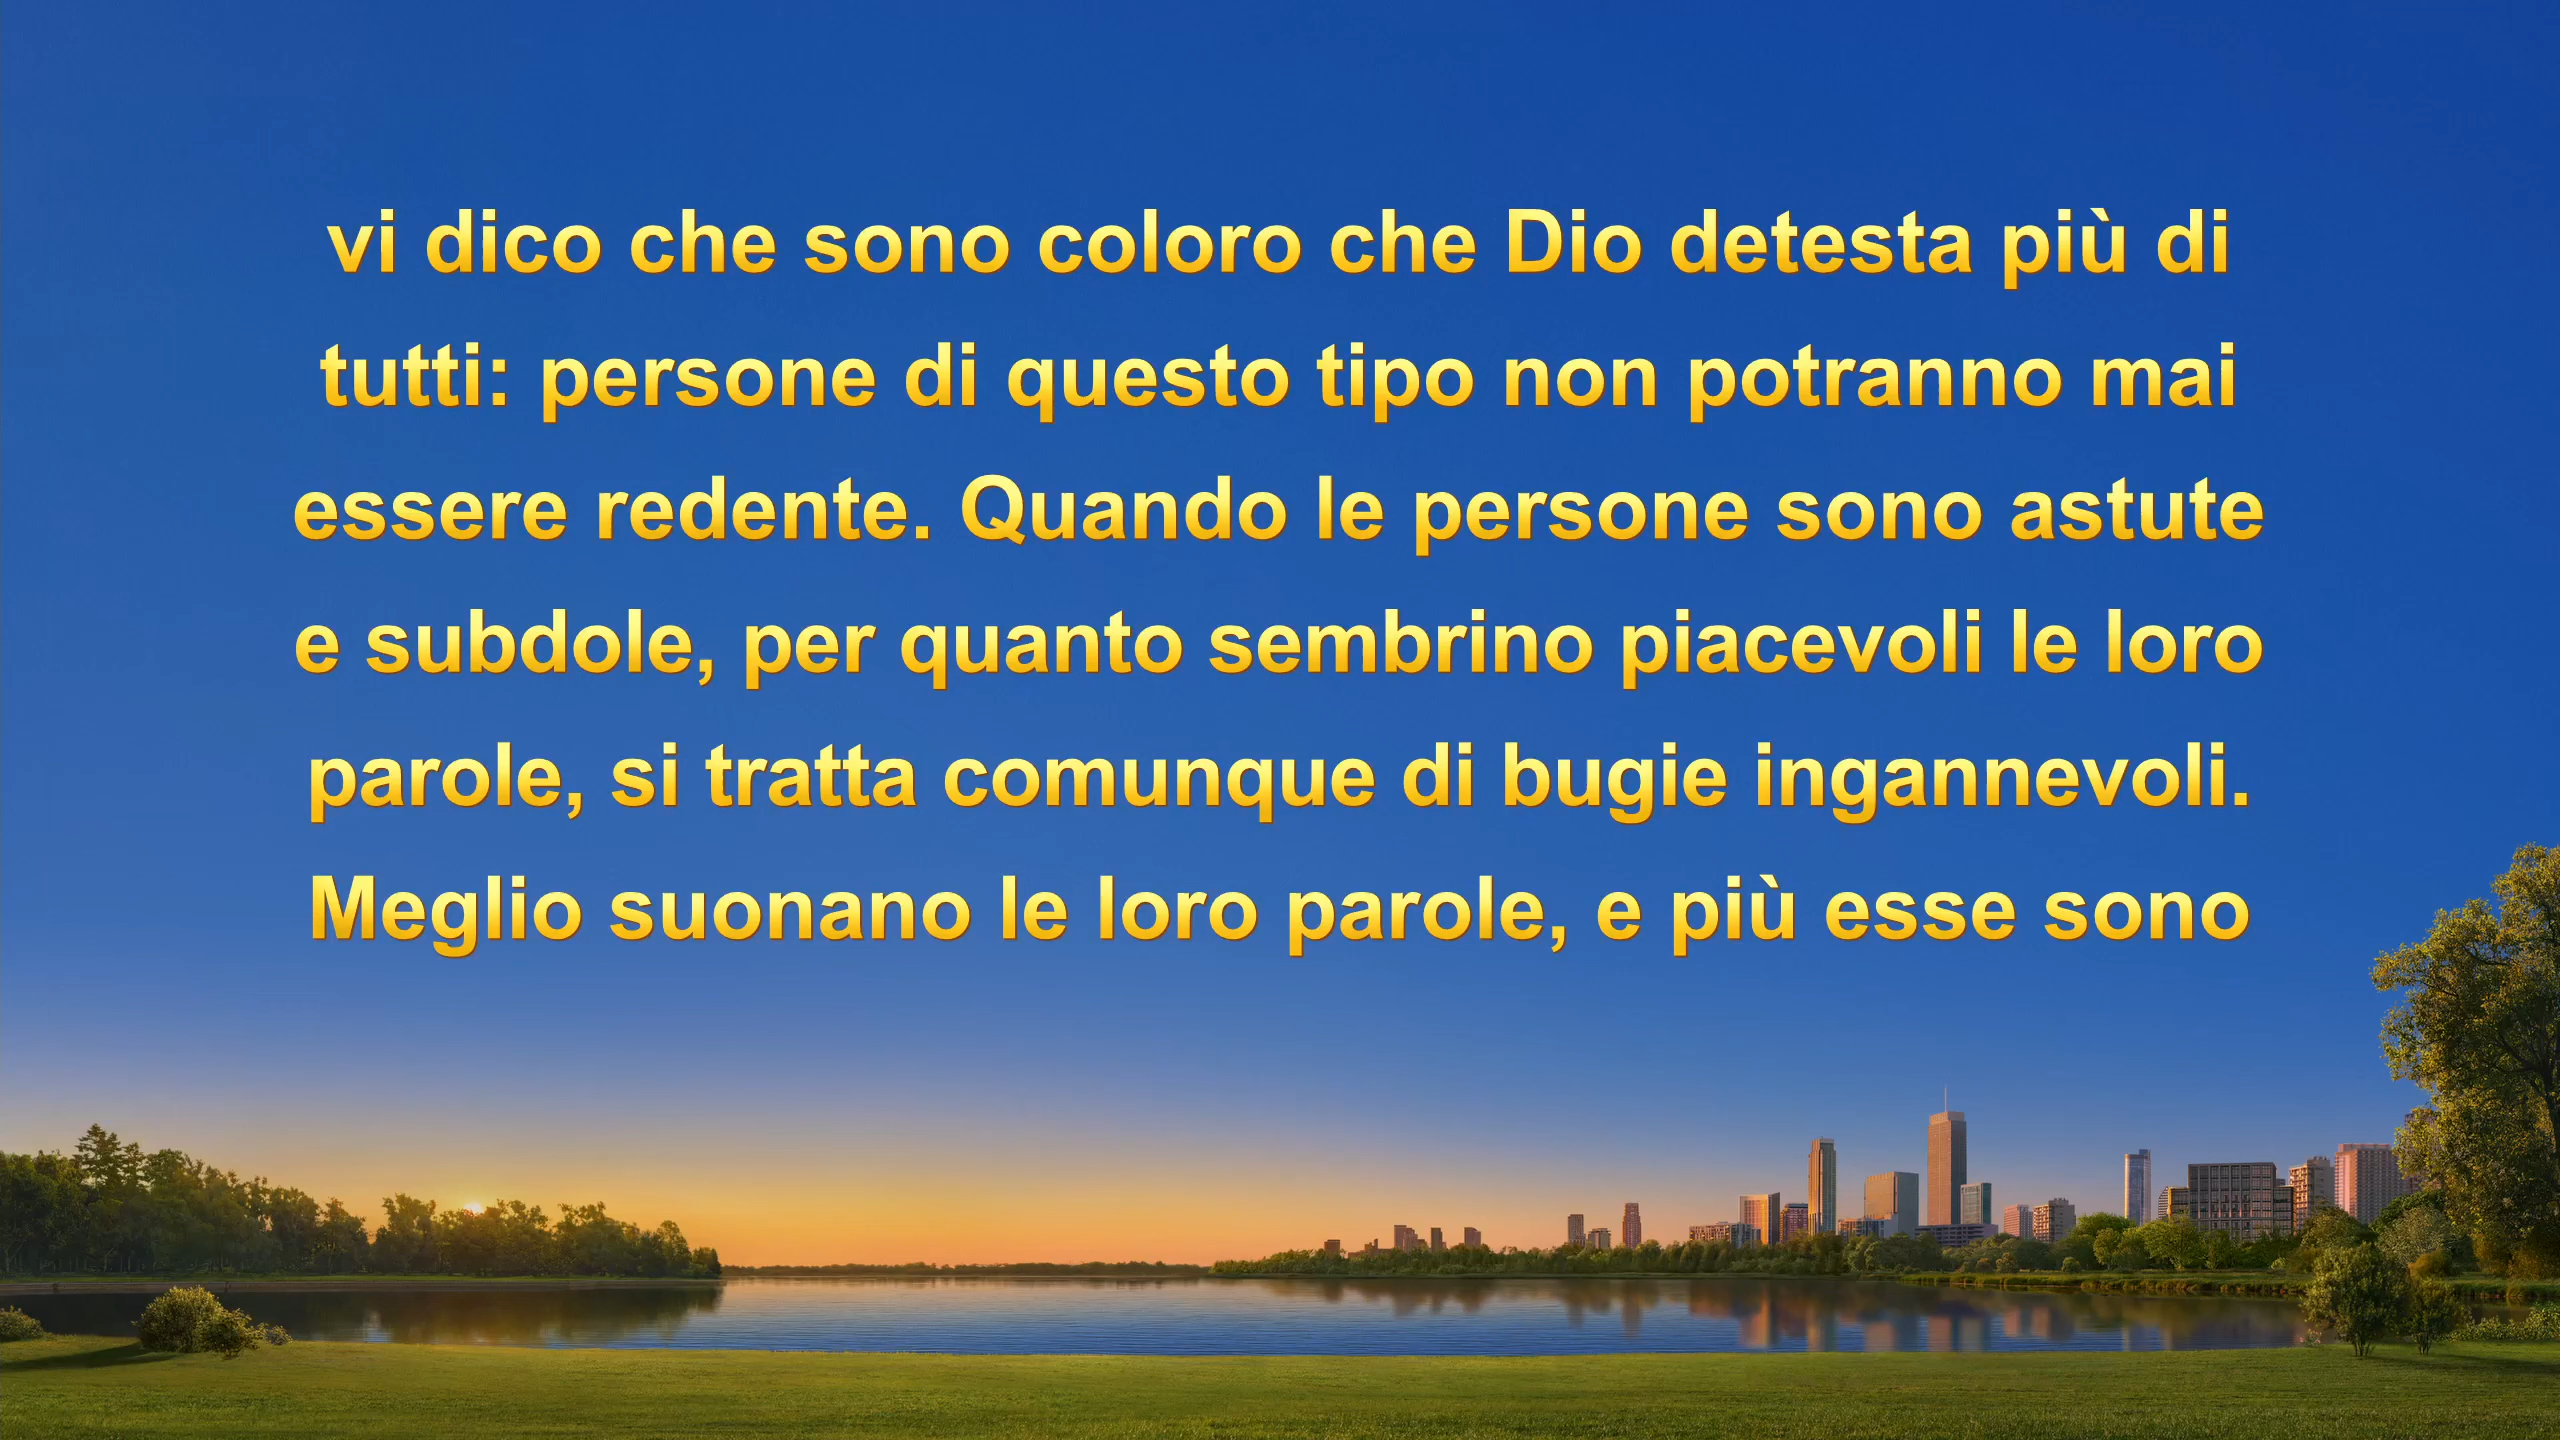 vi dico che sono coloro che Dio detesta più di
tutti: persone di questo tipo non potranno mai
essere redente. Quando le persone sono astute
e subdole, per quanto sembrino piacevoli le loro
parole, si tratta comunque di bugie ingannevoli.
Meglio suonano le loro parole, e più esse sono